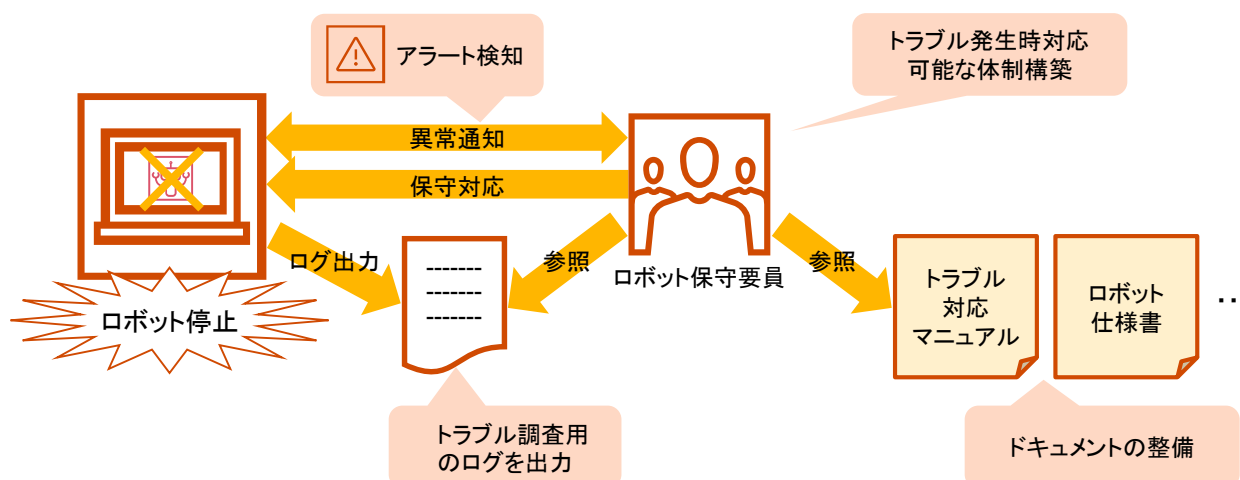 アラート検知
トラブル発生時対応
可能な体制構築
異常通知
保守対応
ログ出力
参照
ロボット保守要員
参照
ロボット停止
-------
-------
-------
トラブル
対応
マニュアル
ロボット
仕様書
‥
トラブル調査用
のログを出力
ドキュメントの整備